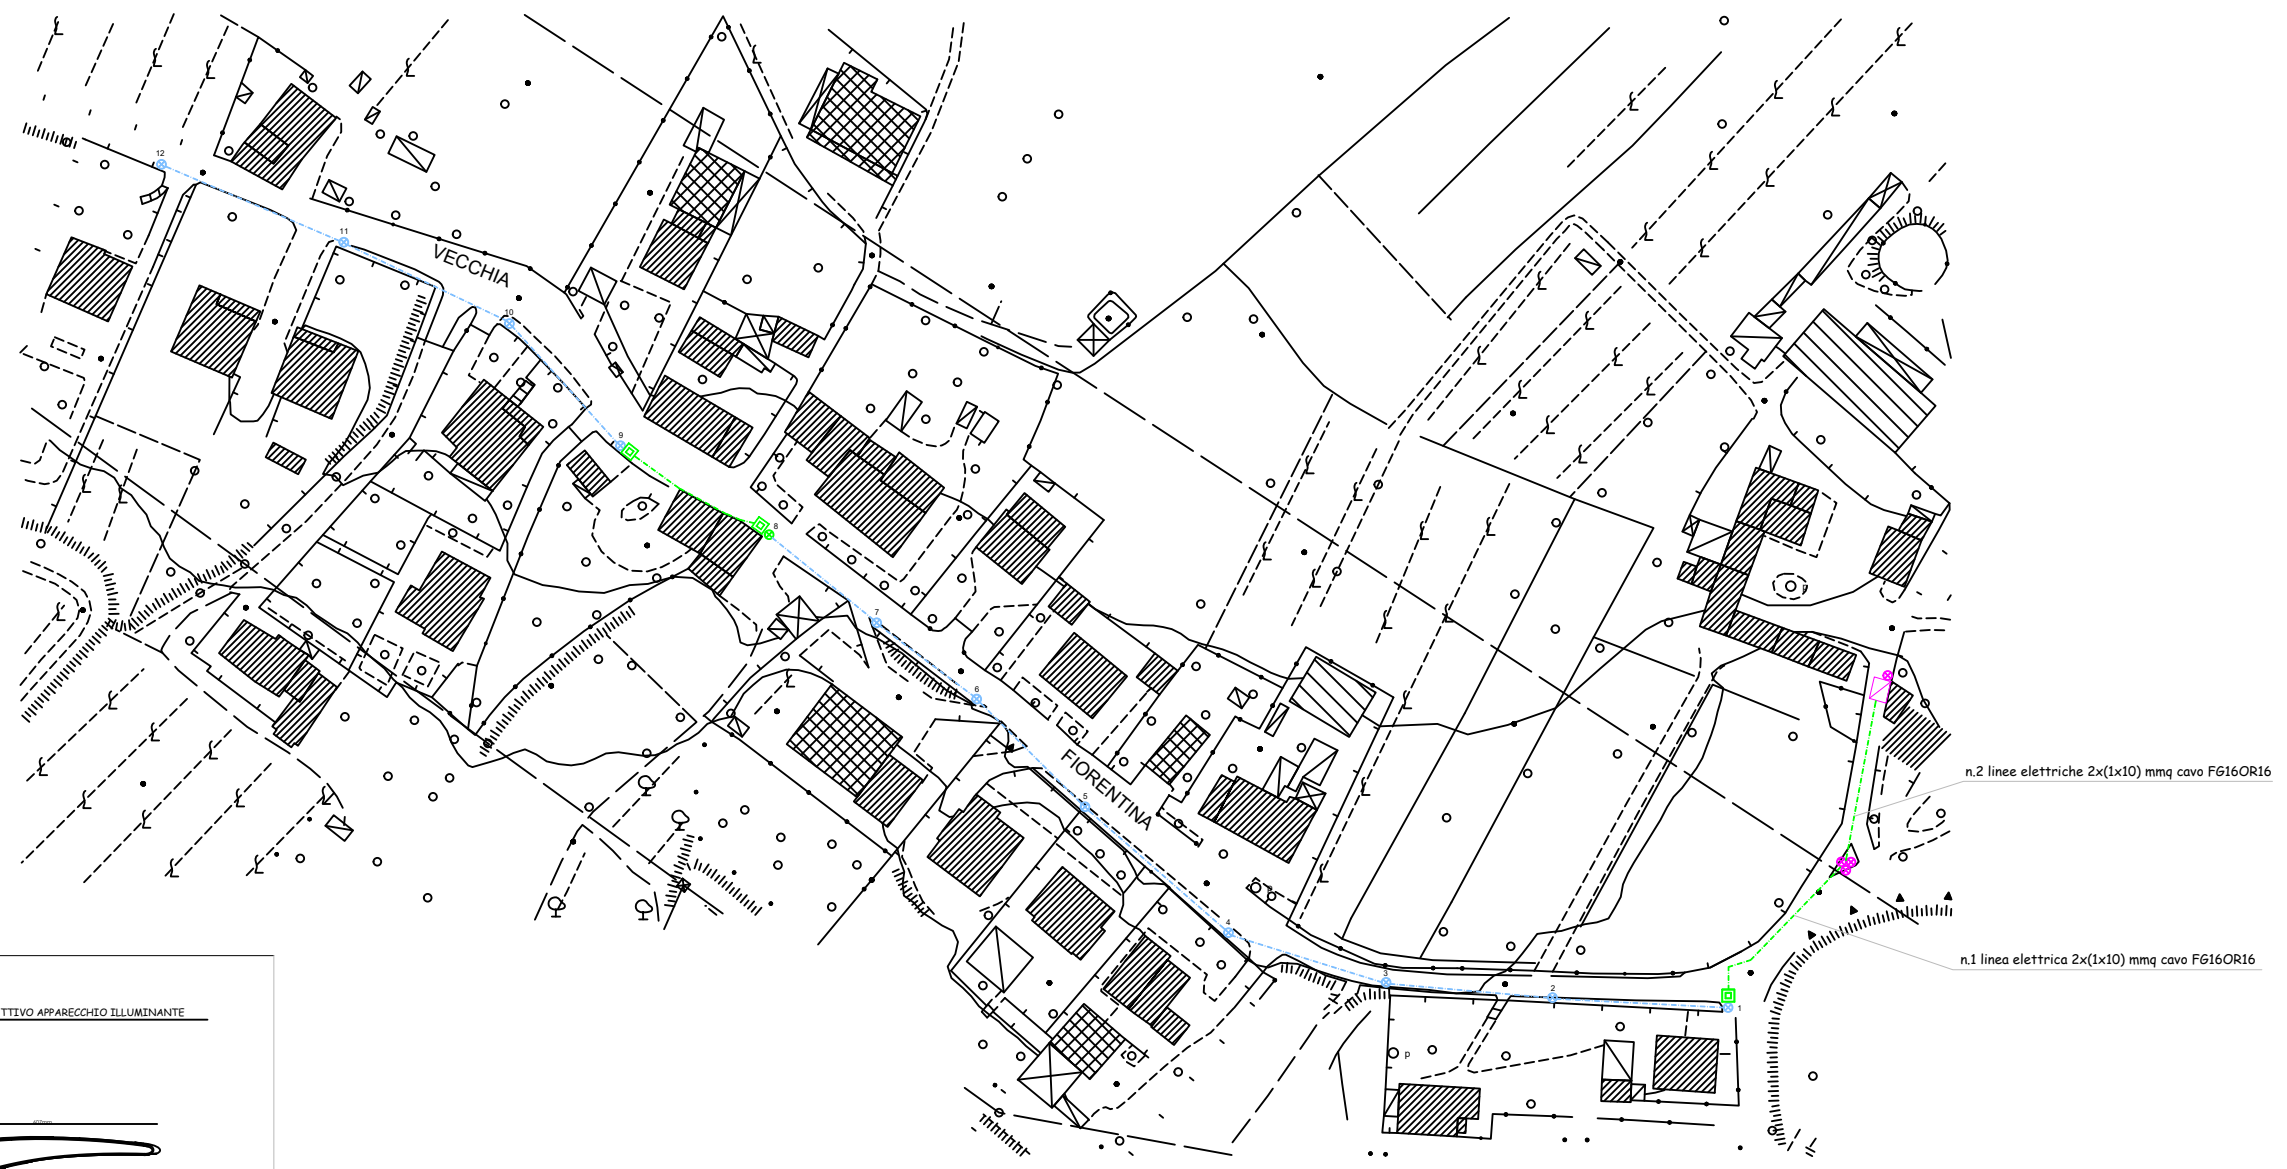 12
11
VECCHIA
10
9
8
7
6
FIORENTINA
5
4
3
2
1
p
p
p
n.2 linee elettriche 2x(1x10) mmq cavo FG16OR16
n.1 linea elettrica 2x(1x10) mmq cavo FG16OR16
TTIVO APPARECCHIO ILLUMINANTE